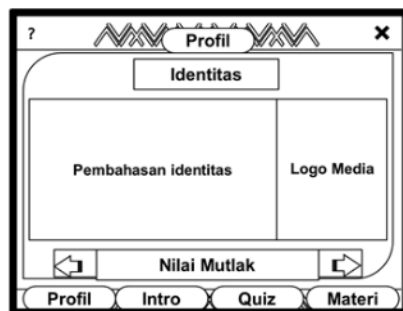 ?
Profil
×
Identitas
Pembahasan identitas
Logo Media
Nilai Mutlak
Profil
Intro
Quiz
Materi